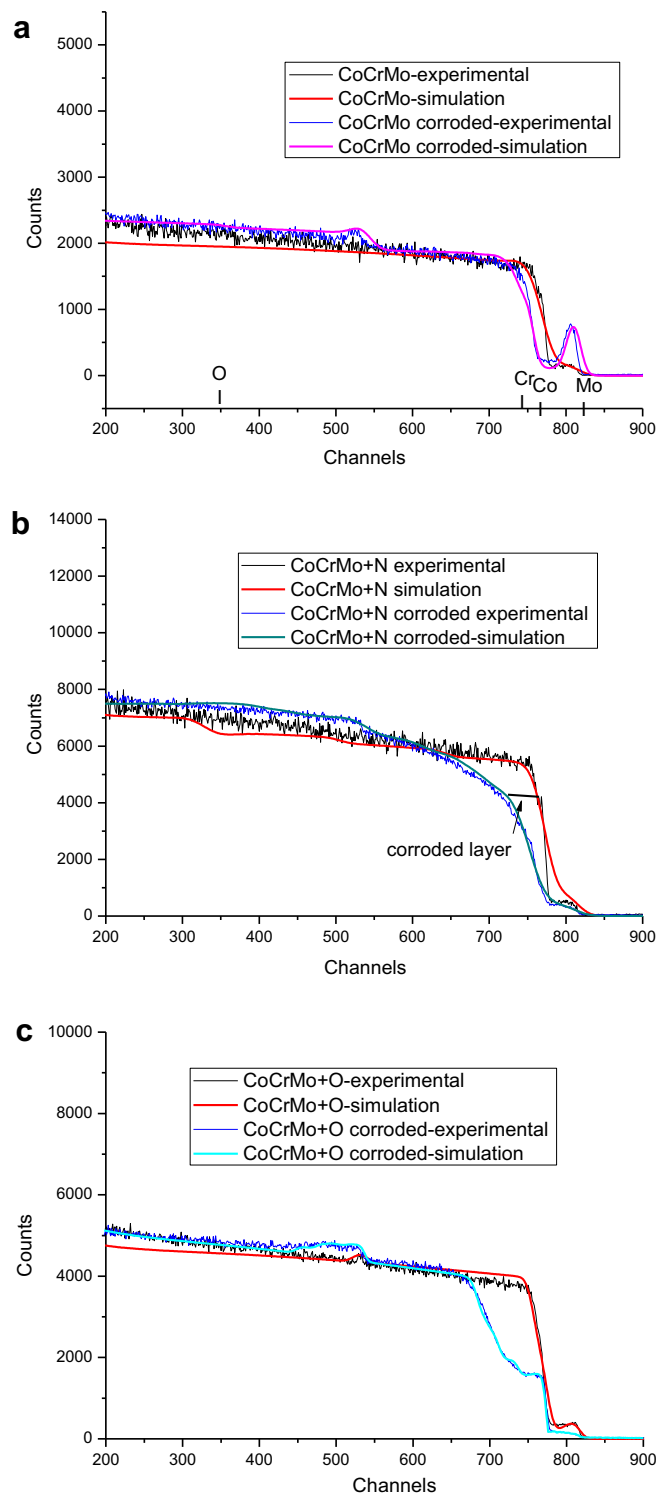 a
5000
4000
3000
2000
1000
0
Counts
CoCrMo-experimental
CoCrMo-simulation
CoCrMo corroded-experimental
CoCrMo corroded-simulation
O
Cr
Co
Mo
200 300 400 500 600 700 800 900
Channels
b
14000
12000
10000
8000
6000
4000
2000
0
Counts
CoCrMo+N experimental
CoCrMo+N simulation
CoCrMo+N corroded experimental
CoCrMo+N corroded-simulation
corroded layer
200 300 400 500 600 700 800 900
Channels
c
10000
8000
6000
4000
2000
0
Counts
CoCrMo+O-experimental
CoCrMo+O-simulation
CoCrMo+O corroded-experimental
CoCrMo+O corroded-simulation
200 300 400 500 600 700 800 900
Channels